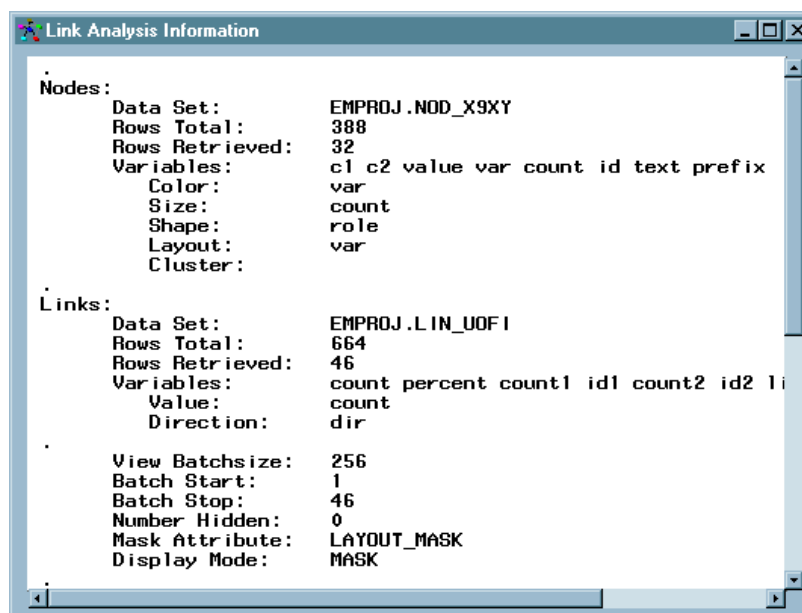 Link Analysis Information
.
Nodes:
Data Set: EMPROJ.NOD_X9XY
Rows Total: 388
Rows Retrieved: 32
Variables: c1 c2 value var count id text prefix
Color: var
Size: count
Shape: role
Layout: var
Cluster:
.
Links:
Data Set: EMPROJ.LIN_UOFI
Rows Total: 664
Rows Retrieved: 46
Variables: count percent count1 id1 count2 id2 li
Value: count
Direction: dir
.
View Batchsize: 256
Batch Start: 1
Batch Stop: 46
Number Hidden: 0
Mask Attribute: LAYOUT_MASK
Display Mode: MASK
.